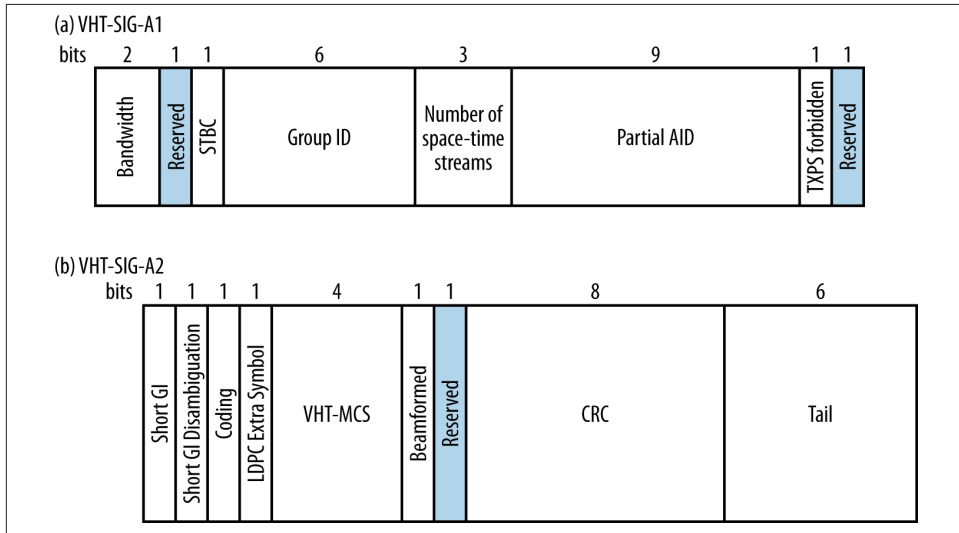 (a) VHT-SIG-A1
bits 2 1 1 6 3 9 1 1
Bandwidth
Reserved
STBC
Group ID
Number of
space-time
streams
Partial AID
TXPS forbidden
Reserved
(b) VHT-SIG-A2
bits 1 1 1 1 4 1 1 8 6
Short GI
Short GI Disambiguation
Coding
LDPC Extra Symbol
VHT-MCS
Beamformed
Reserved
CRC
Tail